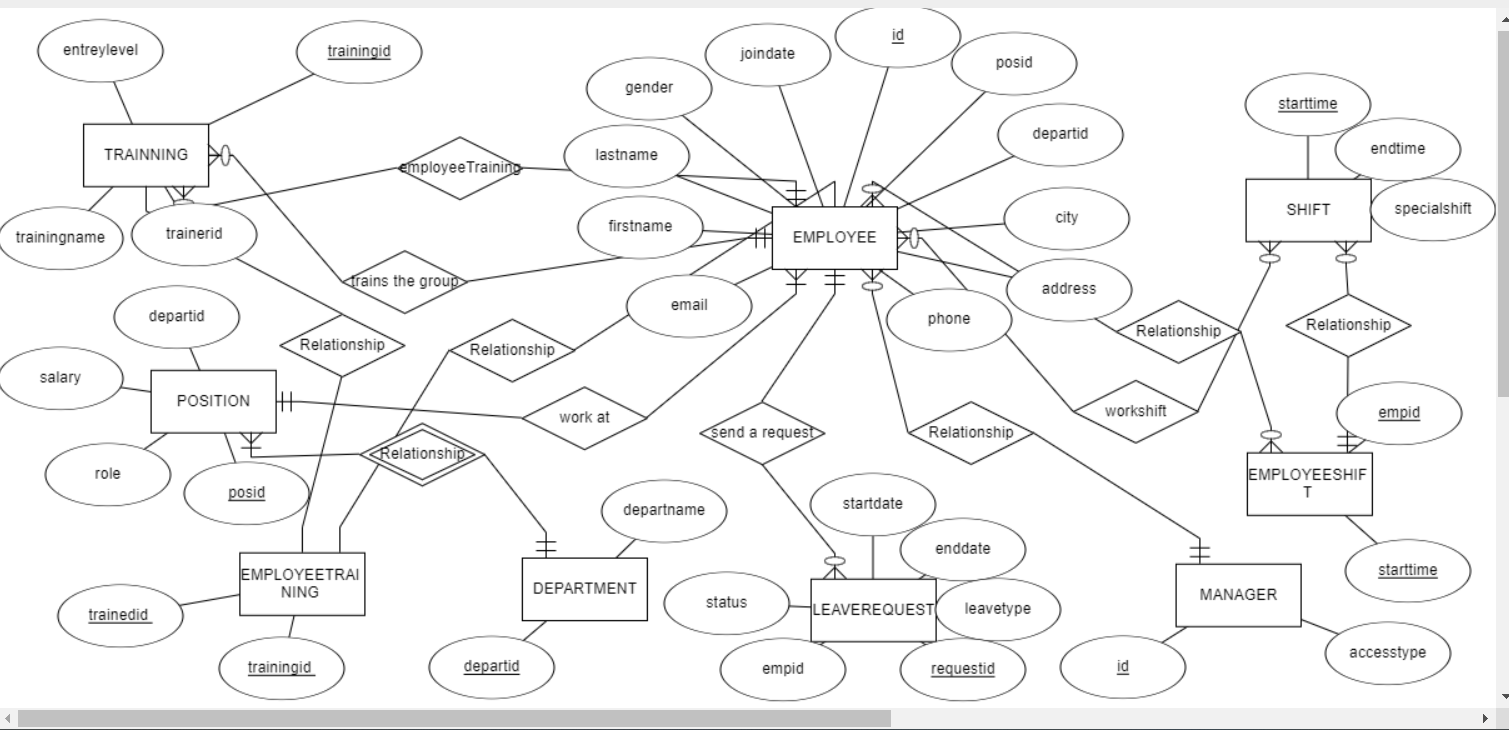 entreylevel
trainingid
TRAINNING
trainingname
trainerid
employeeTraining
trains the group
gender
joindate
id
posid
departid
lastname
firstname
EMPLOYEE
city
email
phone
address
starttime
endtime
SHIFT
specialshift
departid
salary
POSITION
role
posid
Relationship
Relationship
work at
Relationship
send a request
Relationship
Relationship
workshift
Relationship
empid
EMPLOYEESHIF
T
starttime
EMPLOYEETRAI
NING
trainedid
trainingid
departname
DEPARTMENT
departid
startdate
enddate
status
LEAVEREQUEST
leavetype
empid
requestid
MANAGER
id
accesstype